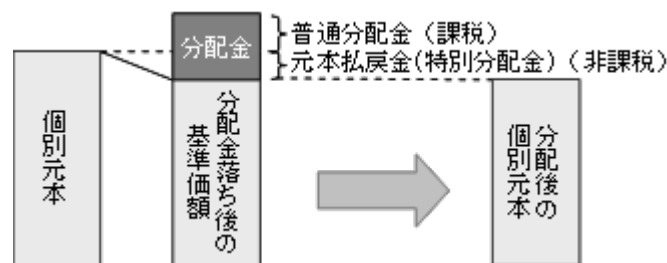 分配金
普通分配金（課税）
元本払戻金(特別分配金)（非課税）
個別元本
分配金落ち後の
基準価額
分配後の
個別元本